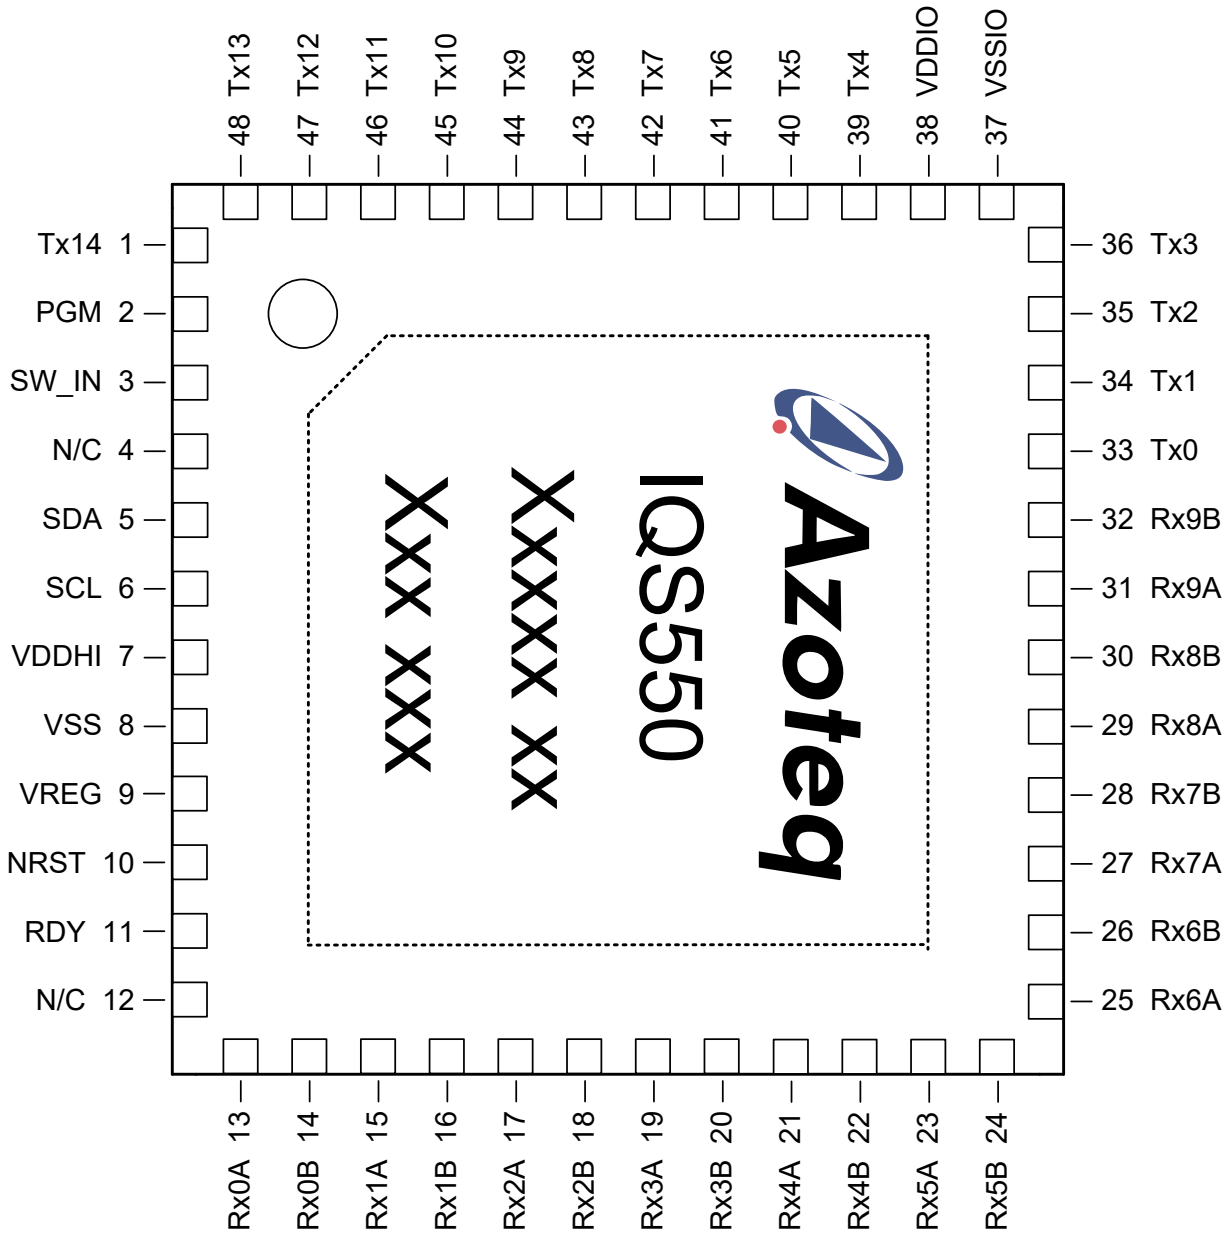 48 Tx13
47 Tx12
46 Tx11
45 Tx10
44 Tx9
43 Tx8
42 Tx7
41 Tx6
40 Tx5
39 Tx4
38 VDDIO
37 VSSIO
Tx14 1
PGM 2
SW_IN 3
N/C 4
SDA 5
SCL 6
VDDHI 7
VSS 8
VREG 9
NRST 10
RDY 11
N/C 12
Azoteq
IQS550
Xxxxx xx
Xxx xxx
36 Tx3
35 Tx2
34 Tx1
33 Tx0
32 Rx9B
31 Rx9A
30 Rx8B
29 Rx8A
28 Rx7B
27 Rx7A
26 Rx6B
25 Rx6A
Rx0A 13
Rx0B 14
Rx1A 15
Rx1B 16
Rx2A 17
Rx2B 18
Rx3A 19
Rx3B 20
Rx4A 21
Rx4B 22
Rx5A 23
Rx5B 24